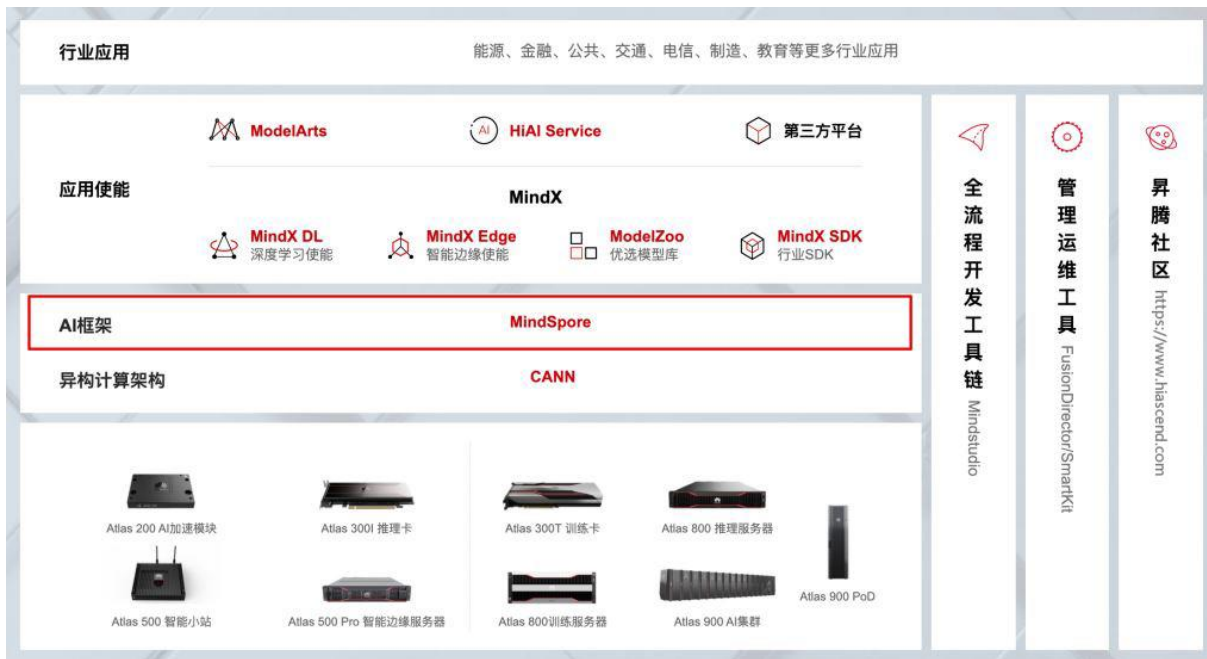 行业应用
能源、金融、公共、交通、电信、制造、教育等更多行业应用
ModelArts
HiAI Service
第三方平台
应用使能
MindX
MindX DL
深度学习使能
MindX Edge
智能边缘使能
ModelZoo
优选模型库
MindX SDK
行业SDK
AI框架
MindSpore
异构计算架构
CANN
Atlas 200 AI加速模块
Atlas 300I 推理卡
Atlas 300T 训练卡
Atlas 800 推理服务器
Atlas 900 PoD
Atlas 500 智能小站
Atlas 500 Pro 智能边缘服务器
Atlas 800训练服务器
Atlas 900 AI集群
全流程开发工具链 Mindstudio
管理运维工具 FusionDirector/SmartKit
昇腾社区 https://www.hiascend.com